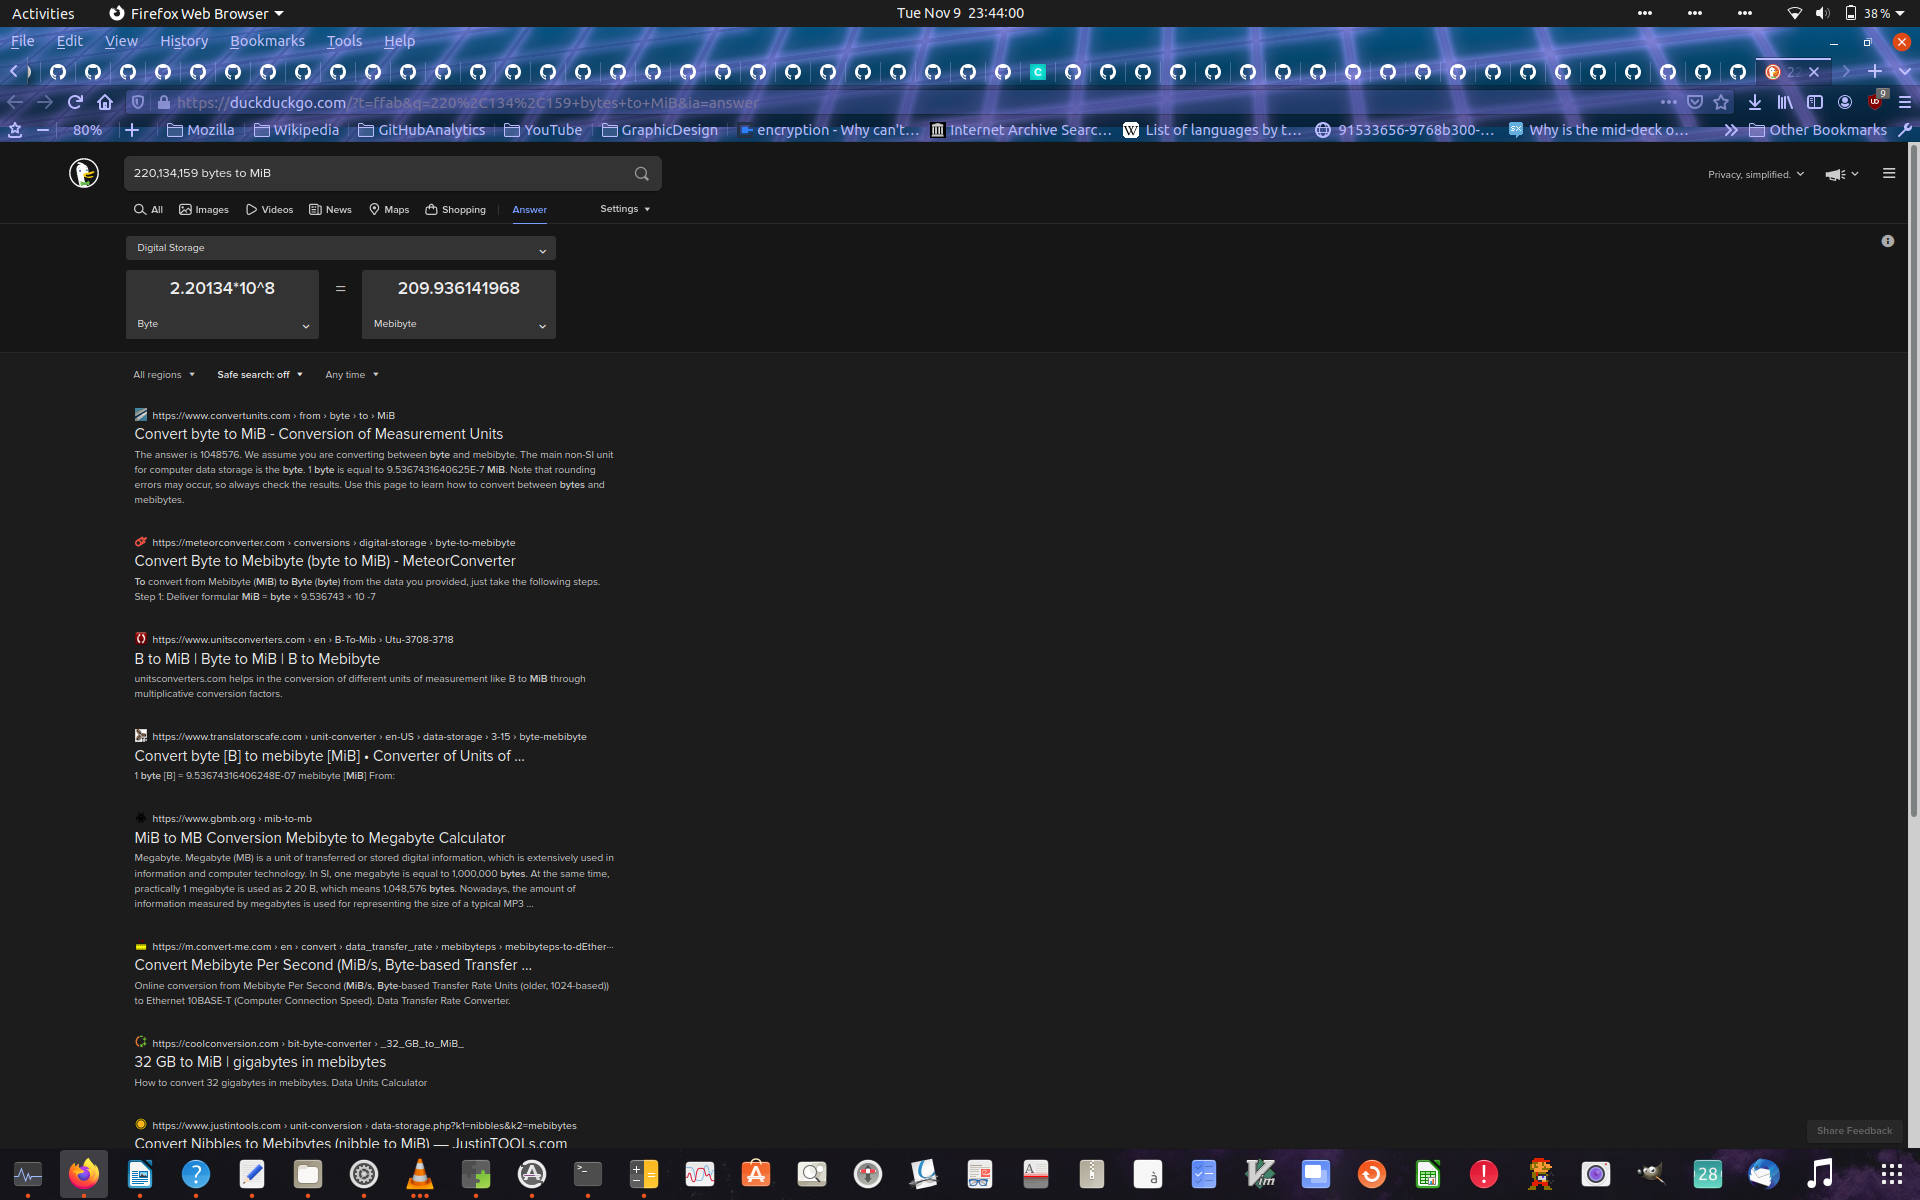 Activities
Firefox Web Browser
Tue Nov 9 23:44:00
38 %
File Edit View History Bookmarks Tools Help
https://duckduckgo.com/?t=ffab&q=220%2C134%2C159+bytes+to+MiB&ia=answer
9
80%
Mozilla
Wikipedia
GitHubAnalytics
YouTube
GraphicDesign
encryption - Why can't…
Internet Archive Searc…
List of languages by t…
91533656-9768b300-…
Why is the mid-deck o…
Other Bookmarks
220,134,159 bytes to MiB
Privacy, simplified.
All Images Videos News Maps Shopping Answer Settings
Digital Storage
2.20134*10^8 = 209.936141968
Byte Mebibyte
All regions Safe search: off Any time
https://www.convertunits.com › from › byte › to › MiB
Convert byte to MiB - Conversion of Measurement Units
The answer is 1048576. We assume you are converting between byte and mebibyte. The main non-SI unit
for computer data storage is the byte. 1 byte is equal to 9.5367431640625E-7 MiB. Note that rounding
errors may occur, so always check the results. Use this page to learn how to convert between bytes and
mebibytes.
https://meteorconverter.com › conversions › digital-storage › byte-to-mebibyte
Convert Byte to Mebibyte (byte to MiB) - MeteorConverter
To convert from Mebibyte (MiB) to Byte (byte) from the data you provided, just take the following steps.
Step 1: Deliver formular MiB = byte × 9.536743 × 10 -7
https://www.unitsconverters.com › en › B-To-Mib › Utu-3708-3718
B to MiB | Byte to MiB | B to Mebibyte
unitsconverters.com helps in the conversion of different units of measurement like B to MiB through
multiplicative conversion factors.
https://www.translatorscafe.com › unit-converter › en-US › data-storage › 3-15 › byte-mebibyte
Convert byte [B] to mebibyte [MiB] • Converter of Units of ...
1 byte [B] = 9.53674316406248E-07 mebibyte [MiB] From:
https://www.gbmb.org › mib-to-mb
MiB to MB Conversion Mebibyte to Megabyte Calculator
Megabyte. Megabyte (MB) is a unit of transferred or stored digital information, which is extensively used in
information and computer technology. In SI, one megabyte is equal to 1,000,000 bytes. At the same time,
practically 1 megabyte is used as 2 20 B, which means 1,048,576 bytes. Nowadays, the amount of
information measured by megabytes is used for representing the size of a typical MP3 ...
https://m.convert-me.com › en › convert › data_transfer_rate › mebibyteps › mebibyteps-to-dEther…
Convert Mebibyte Per Second (MiB/s, Byte-based Transfer ...
Online conversion from Mebibyte Per Second (MiB/s, Byte-based Transfer Rate Units (older, 1024-based))
to Ethernet 10BASE-T (Computer Connection Speed). Data Transfer Rate Converter.
https://coolconversion.com › bit-byte-converter › _32_GB_to_MiB_
32 GB to MiB | gigabytes in mebibytes
How to convert 32 gigabytes in mebibytes. Data Units Calculator
https://www.justintools.com › unit-conversion › data-storage.php?k1=nibbles&k2=mebibytes
Convert Nibbles to Mebibytes (nibble to MiB) — JustinTOOLs.com
Share Feedback
28